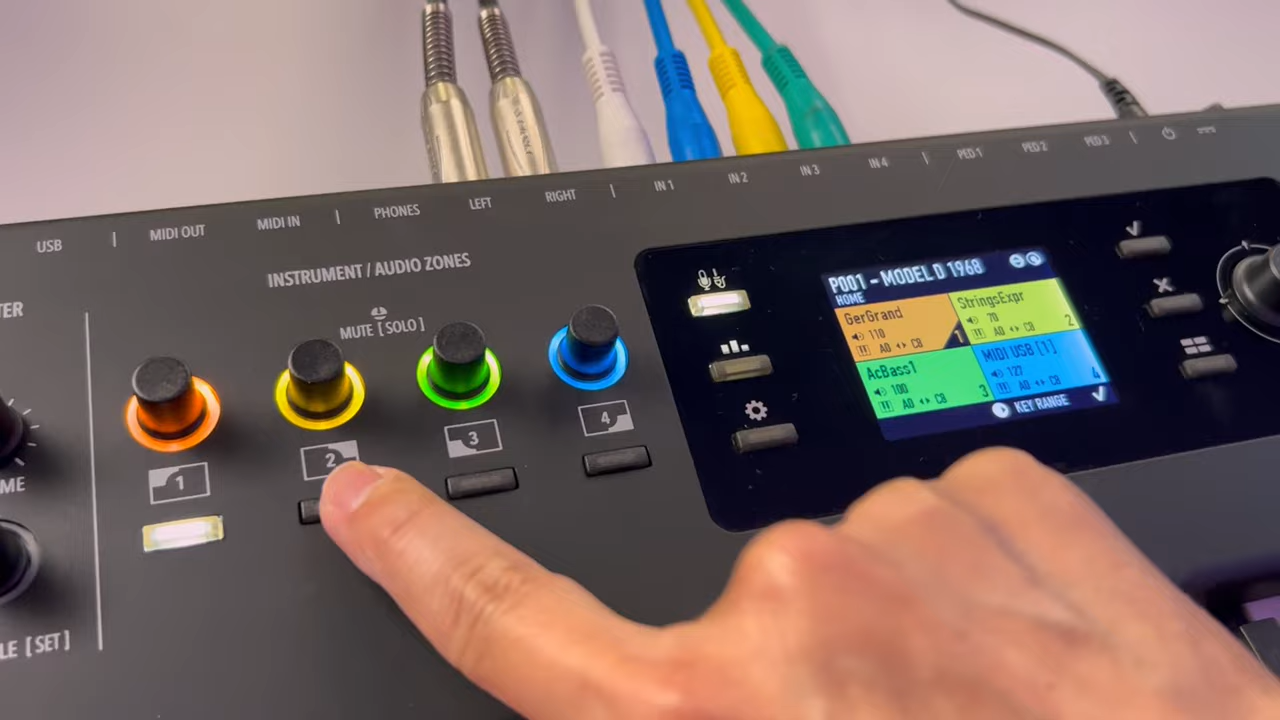 USB | MIDI OUT MIDI IN | PHONES LEFT RIGHT | IN 1 IN 2 IN 3 IN 4 | PED 1 PED 2 PED 3 |
INSTRUMENT / AUDIO ZONES
MUTE [ SOLO ]
TER
ME
LE [ SET ]
1
2
3
4
P001 - MODEL D 1968
HOME
GerGrand
110
A0 C8
1
StringsExpr
70
A0 C8
2
AcBass1
100
A0 C8
3
MIDI USB [1]
127
A0 C8
4
KEY RANGE